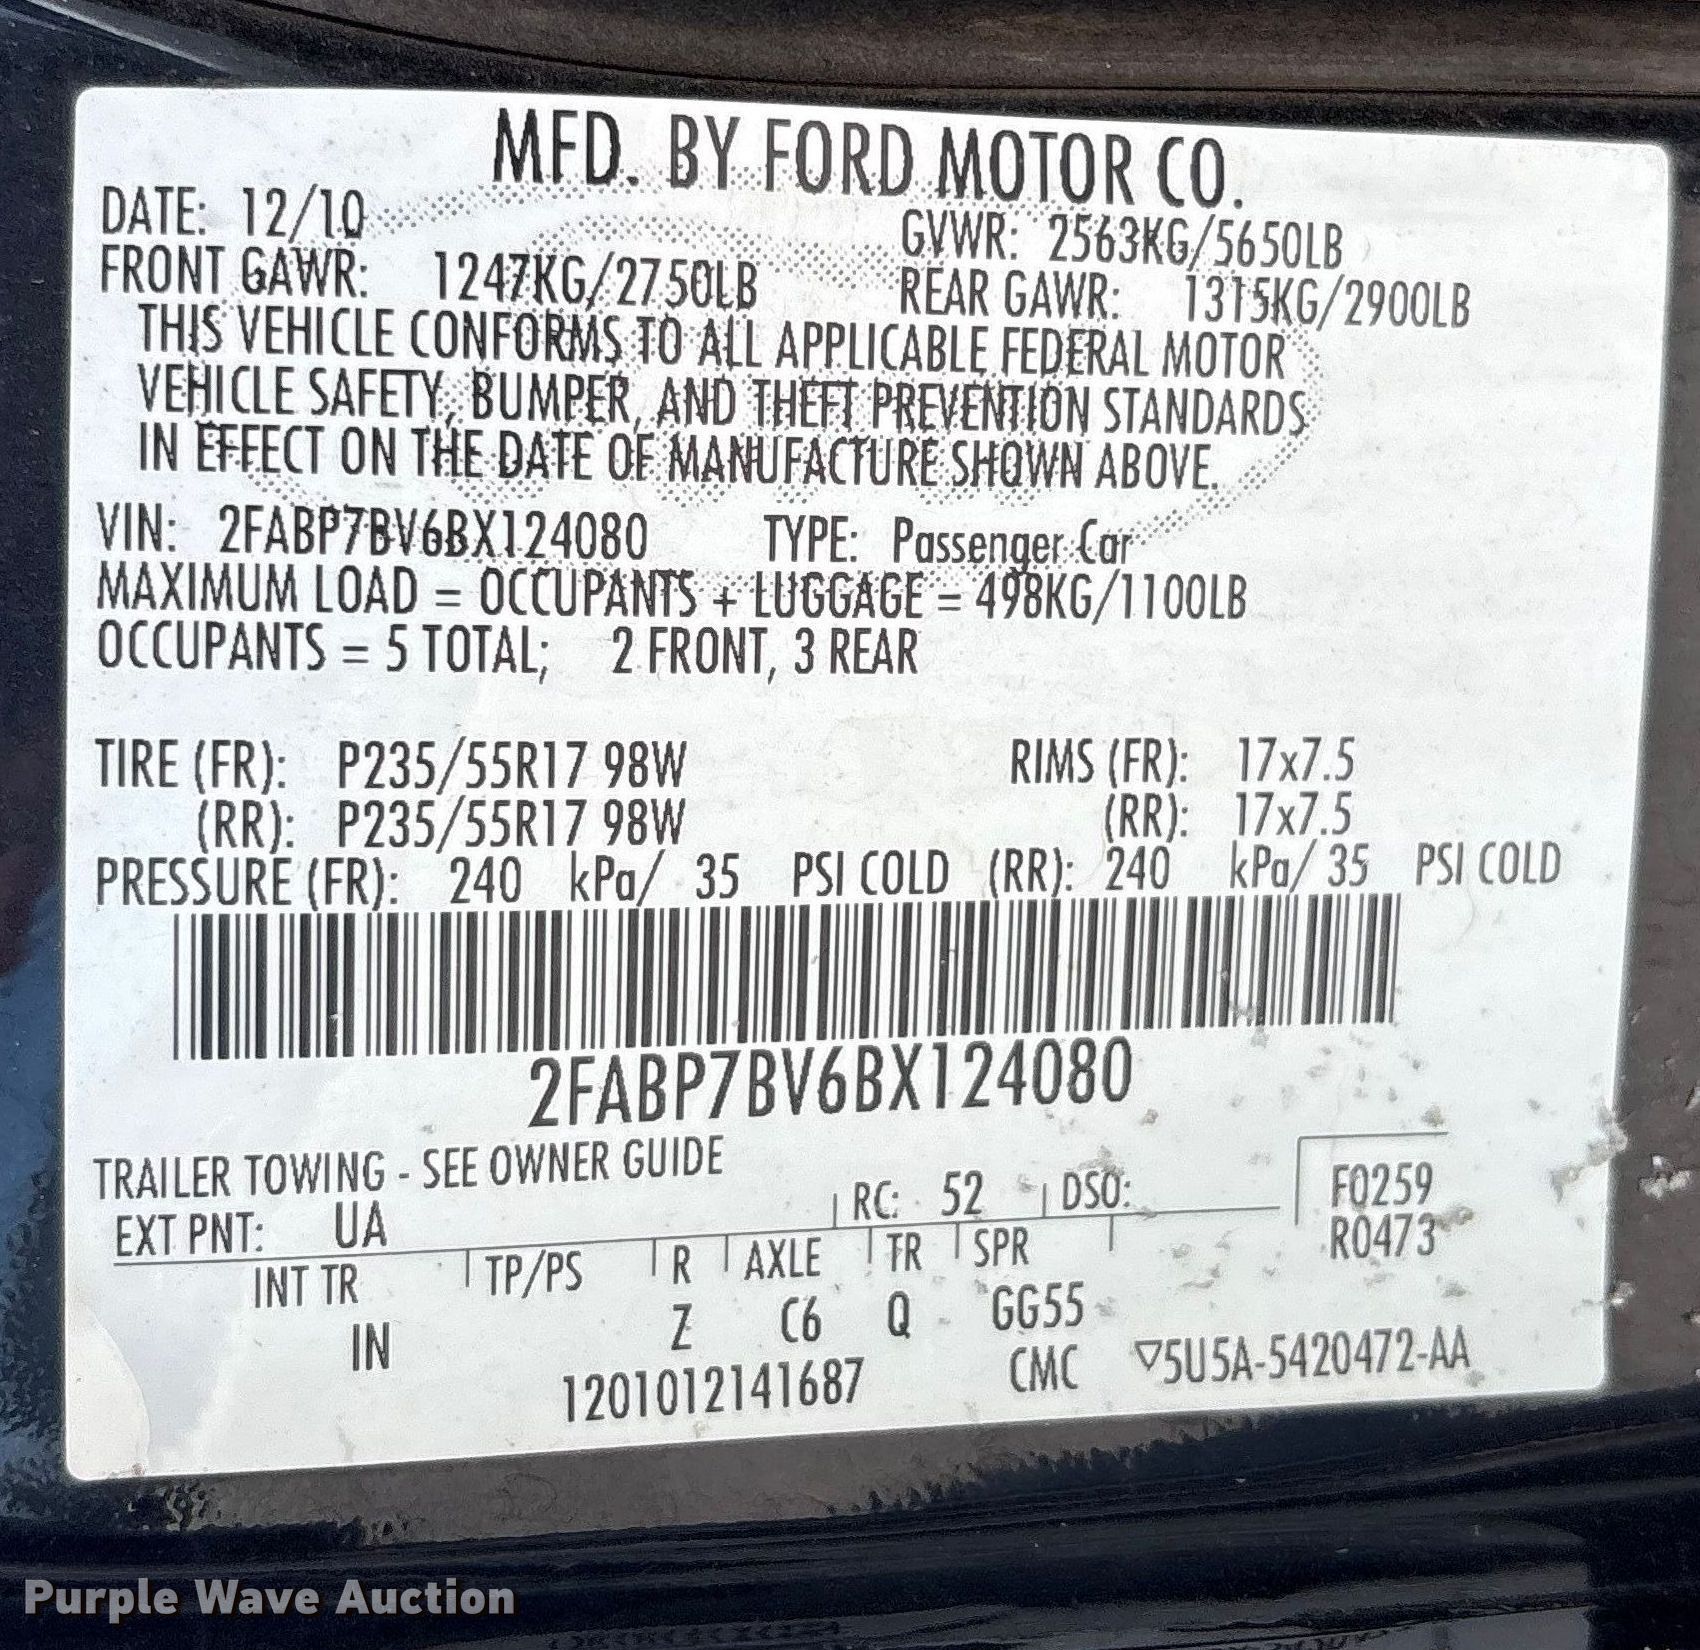 MFD. BY FORD MOTOR CO.
DATE: 12/10 GVWR: 2563KG/5650LB
FRONT GAWR: 1247KG/2750LB REAR GAWR: 1315KG/2900LB
THIS VEHICLE CONFORMS TO ALL APPLICABLE FEDERAL MOTOR
VEHICLE SAFETY, BUMPER, AND THEFT PREVENTION STANDARDS
IN EFFECT ON THE DATE OF MANUFACTURE SHOWN ABOVE.
VIN: 2FABP7BV6BX124080 TYPE: Passenger Car
MAXIMUM LOAD = OCCUPANTS + LUGGAGE = 498KG/1100LB
OCCUPANTS = 5 TOTAL; 2 FRONT, 3 REAR
TIRE (FR): P235/55R17 98W RIMS (FR): 17x7.5
(RR): P235/55R17 98W (RR): 17x7.5
PRESSURE (FR): 240 kPa/ 35 PSI COLD (RR): 240 kPa/ 35 PSI COLD
2FABP7BV6BX124080
TRAILER TOWING - SEE OWNER GUIDE
EXT PNT: UA RC: 52 DSO: F0259
R0473
INT TR TP/PS R AXLE TR SPR
IN Z C6 Q GG55
1201012141687 CMC ▽5U5A-5420472-AA
Purple Wave Auction